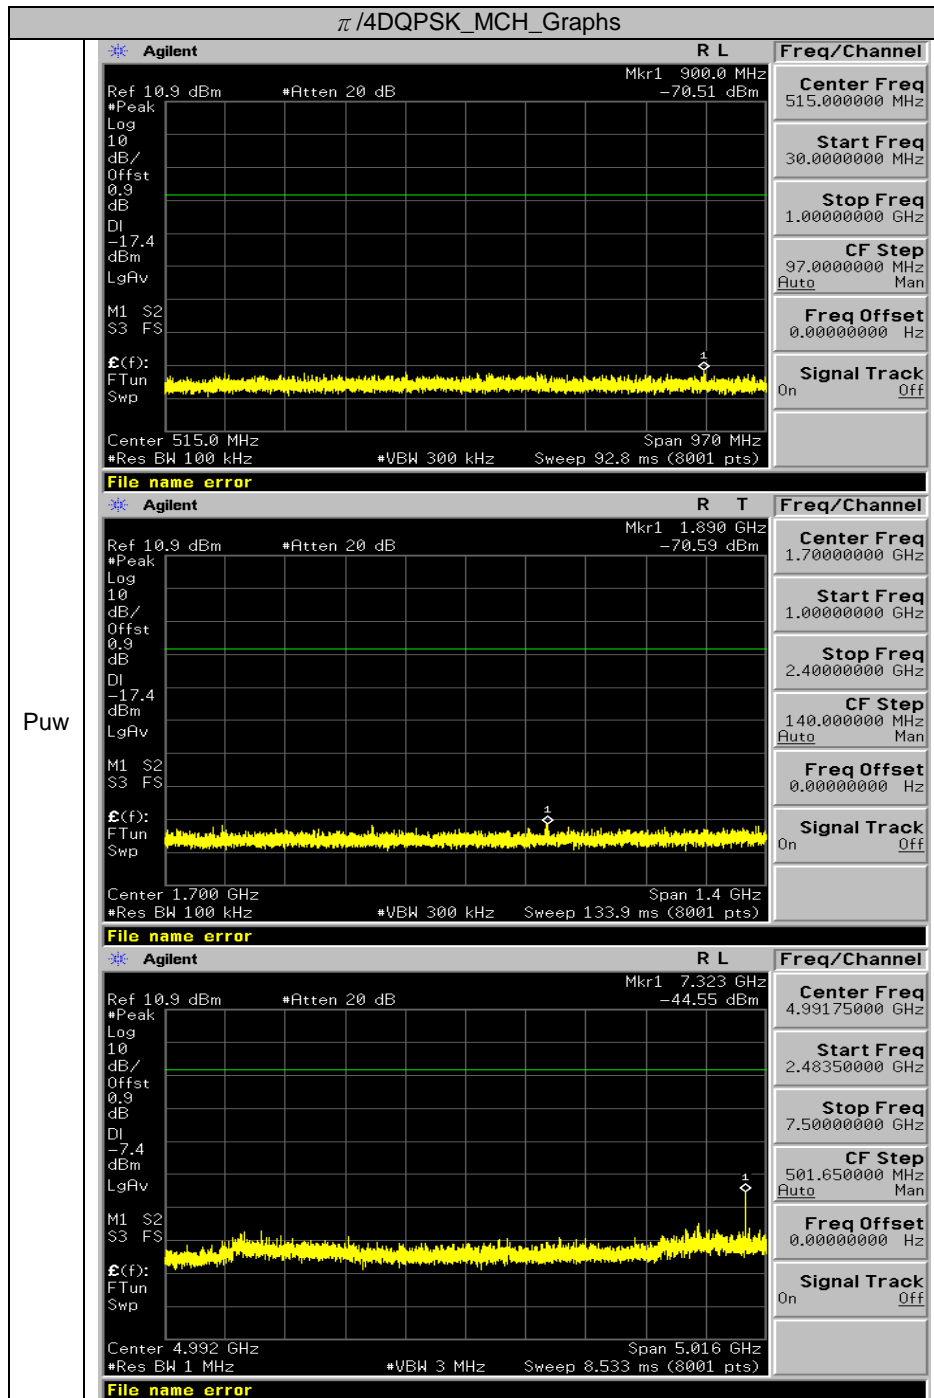 π/4DQPSK_MCH_Graphs
Puw
Agilent R L Freq/Channel
Mkr1 900.0 MHz
Ref 10.9 dBm #Atten 20 dB -70.51 dBm
#Peak
Log
10
dB/
Offst
0.9
dB
DI
-17.4
dBm
LgAv
M1 S2
S3 FS
£(f):
FTun
Swp
1
Center 515.0 MHz Span 970 MHz
#Res BW 100 kHz #VBW 300 kHz Sweep 92.8 ms (8001 pts)
File name error
Center Freq
515.000000 MHz
Start Freq
30.0000000 MHz
Stop Freq
1.00000000 GHz
CF Step
97.0000000 MHz
Auto Man
Freq Offset
0.00000000 Hz
Signal Track
On Off
Agilent R T Freq/Channel
Mkr1 1.890 GHz
Ref 10.9 dBm #Atten 20 dB -70.59 dBm
#Peak
Log
10
dB/
Offst
0.9
dB
DI
-17.4
dBm
LgAv
M1 S2
S3 FS
£(f):
FTun
Swp
1
Center 1.700 GHz Span 1.4 GHz
#Res BW 100 kHz #VBW 300 kHz Sweep 133.9 ms (8001 pts)
File name error
Center Freq
1.70000000 GHz
Start Freq
1.00000000 GHz
Stop Freq
2.40000000 GHz
CF Step
140.000000 MHz
Auto Man
Freq Offset
0.00000000 Hz
Signal Track
On Off
Agilent R L Freq/Channel
Mkr1 7.323 GHz
Ref 10.9 dBm #Atten 20 dB -44.55 dBm
#Peak
Log
10
dB/
Offst
0.9
dB
DI
-7.4
dBm
LgAv
M1 S2
S3 FS
£(f):
FTun
Swp
1
Center 4.992 GHz Span 5.016 GHz
#Res BW 1 MHz #VBW 3 MHz Sweep 8.533 ms (8001 pts)
File name error
Center Freq
4.99175000 GHz
Start Freq
2.48350000 GHz
Stop Freq
7.50000000 GHz
CF Step
501.650000 MHz
Auto Man
Freq Offset
0.00000000 Hz
Signal Track
On Off